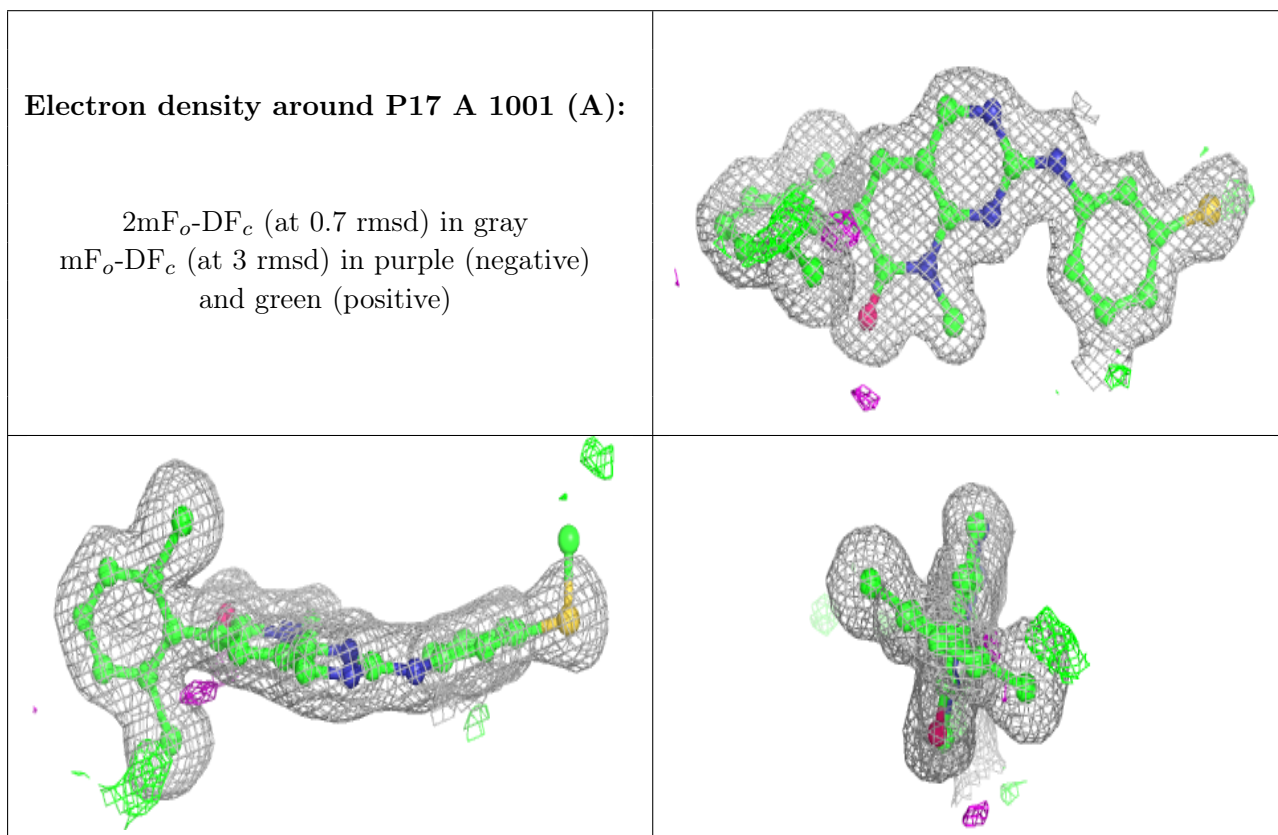 Electron density around P17 A 1001 (A):
2mFₒ-DF𝒸 (at 0.7 rmsd) in gray
mFₒ-DF𝒸 (at 3 rmsd) in purple (negative)
and green (positive)